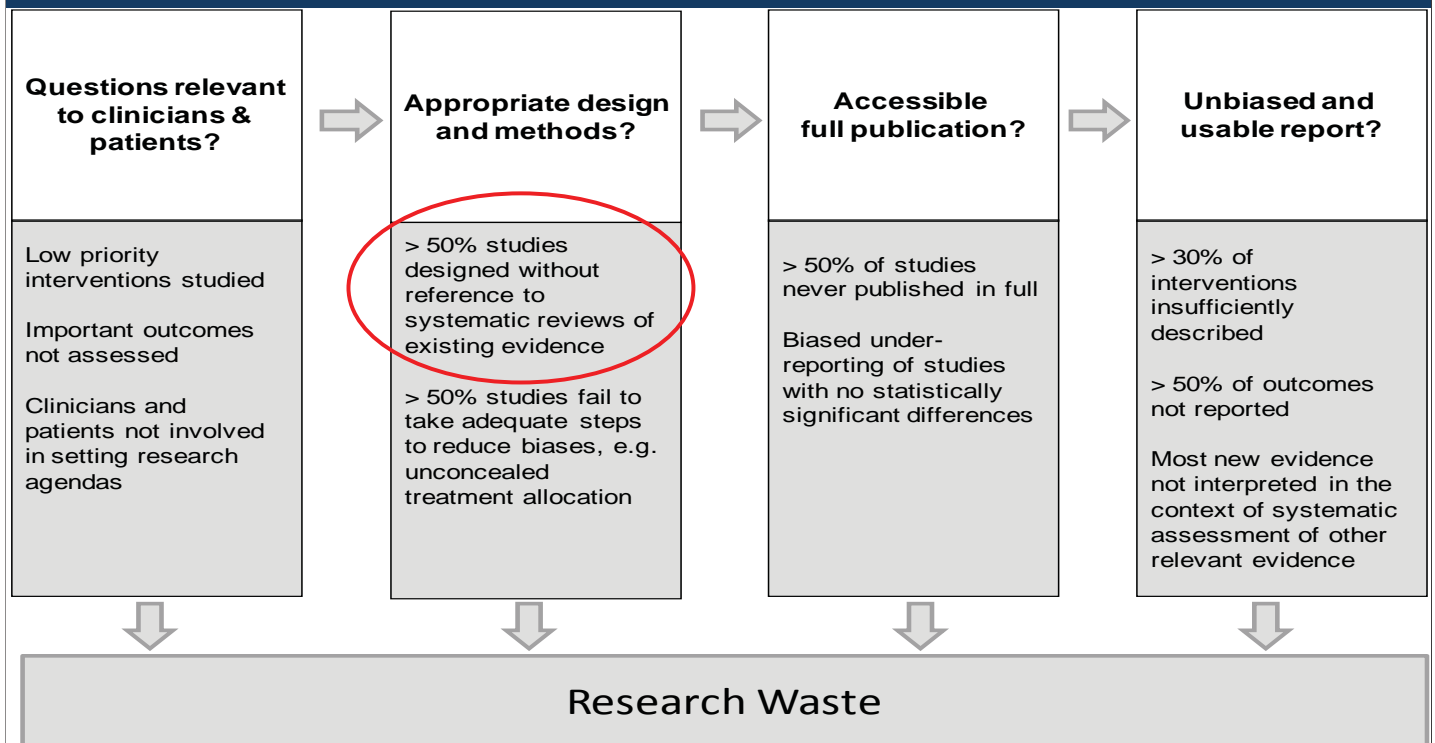 Questions relevant
to clinicians &
patients?
Appropriate design
and methods?
Accessible
full publication?
Unbiased and
usable report?
Low priority
interventions studied
Important outcomes
not assessed
Clinicians and
patients not involved
in setting research
agendas
> 50% studies
designed without
reference to
systematic reviews of
existing evidence
> 50% studies fail to
take adequate steps
to reduce biases, e.g.
unconcealed
treatment allocation
> 50% of studies
never published in full
Biased under-
reporting of studies
with no statistically
significant differences
> 30% of
interventions
insufficiently
described
> 50% of outcomes
not reported
Most new evidence
not interpreted in the
context of systematic
assessment of other
relevant evidence
Research Waste